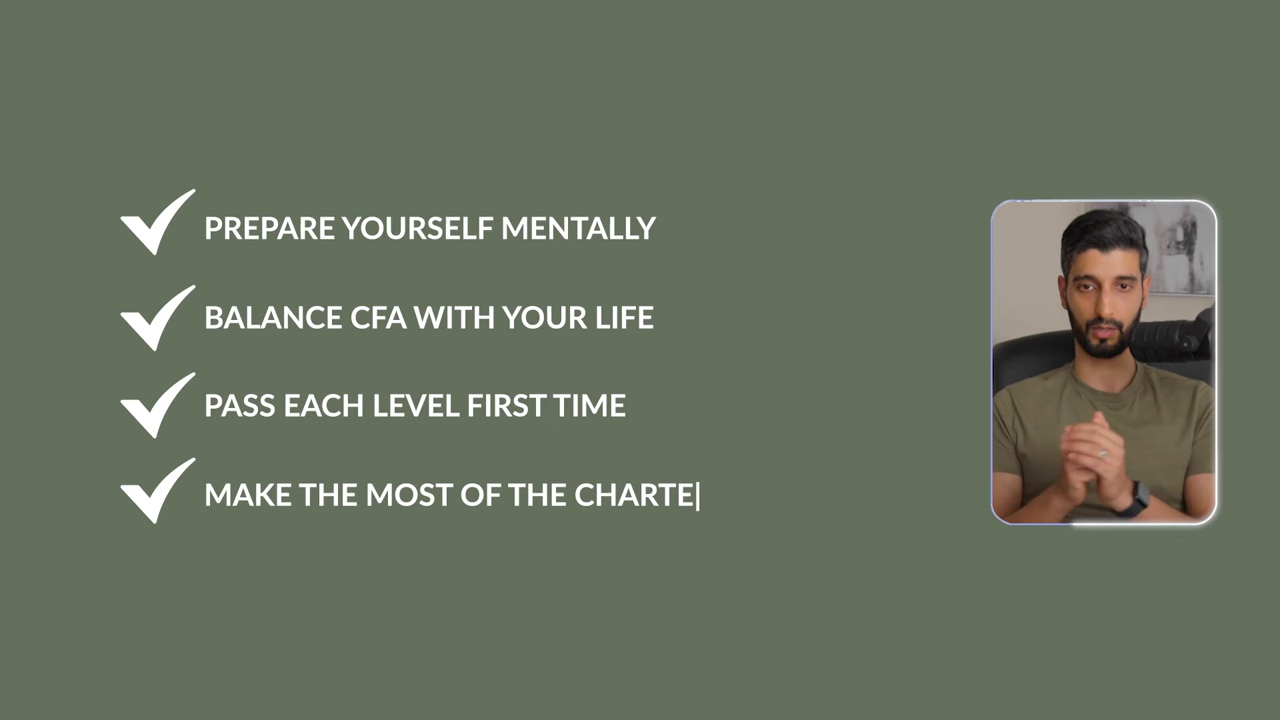 PREPARE YOURSELF MENTALLY
BALANCE CFA WITH YOUR LIFE
PASS EACH LEVEL FIRST TIME
MAKE THE MOST OF THE CHARTE|